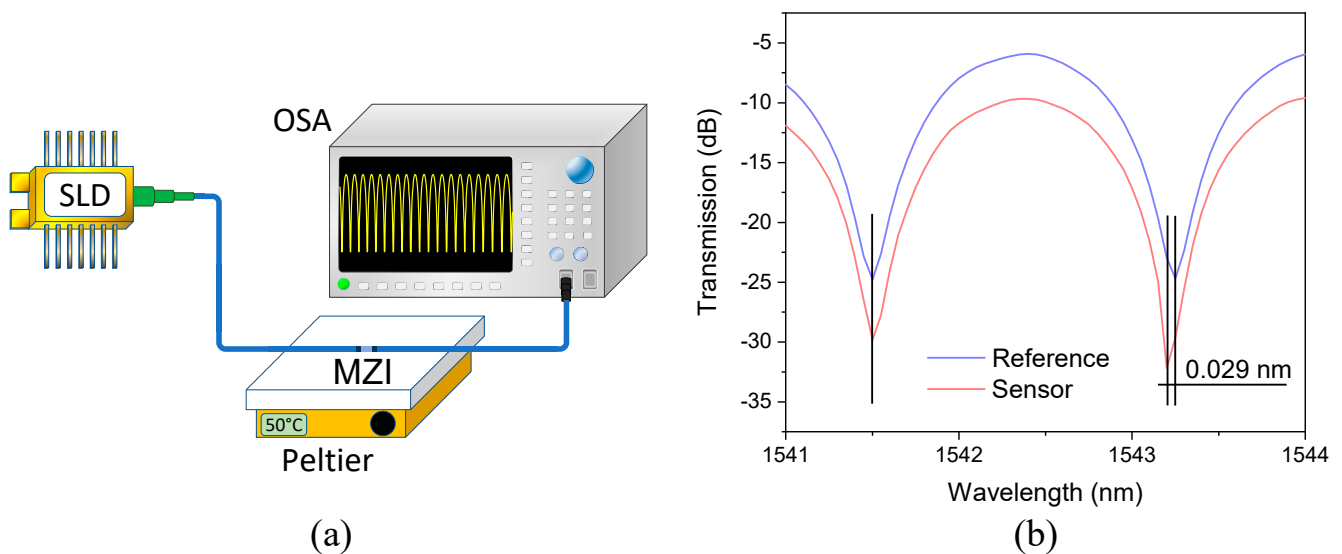 OSA
SLD
MZI
50°C
Peltier
(a)
Transmission (dB)
-5
-10
-15
-20
-25
-30
-35
Reference
Sensor
0.029 nm
1541
1542
1543
1544
Wavelength (nm)
(b)